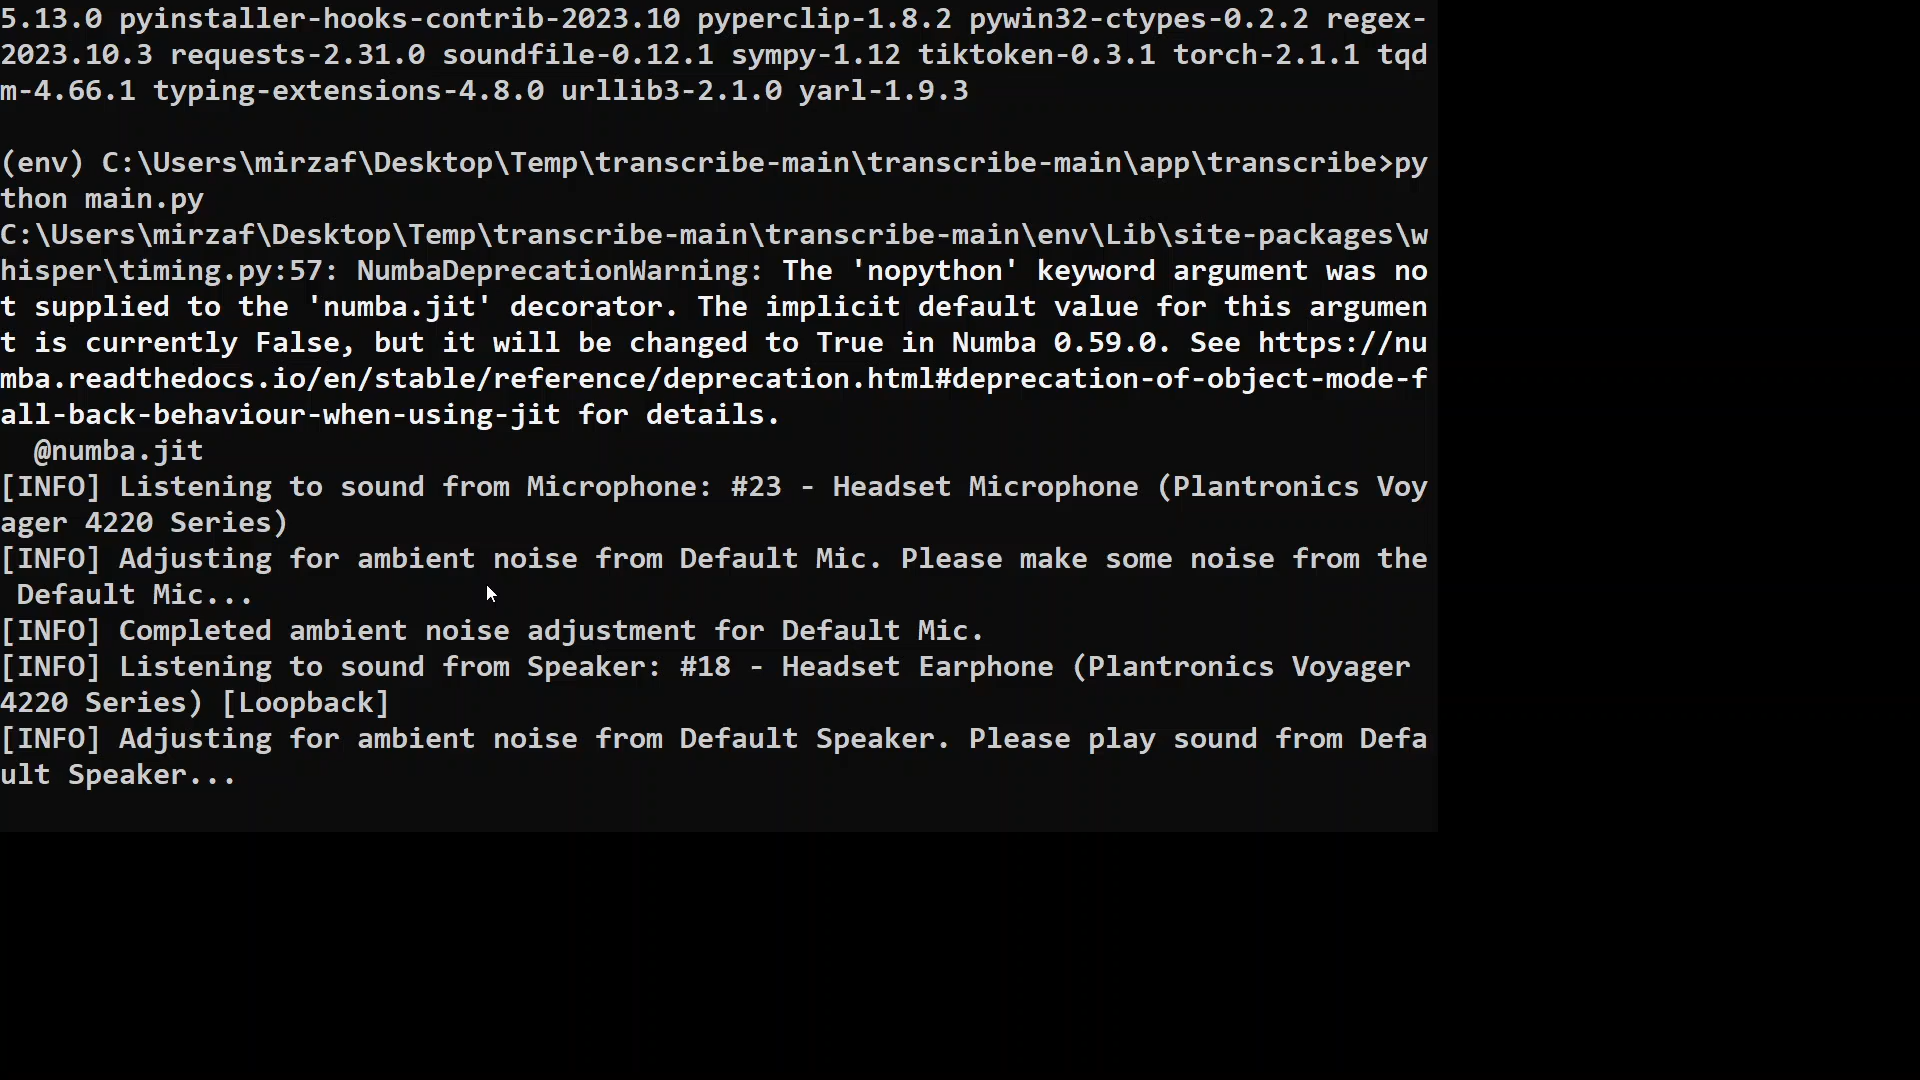 5.13.0 pyinstaller-hooks-contrib-2023.10 pyperclip-1.8.2 pywin32-ctypes-0.2.2 regex-
2023.10.3 requests-2.31.0 soundfile-0.12.1 sympy-1.12 tiktoken-0.3.1 torch-2.1.1 tqd
m-4.66.1 typing-extensions-4.8.0 urllib3-2.1.0 yarl-1.9.3
(env) C:\Users\mirzaf\Desktop\Temp\transcribe-main\transcribe-main\app\transcribe>py
thon main.py
C:\Users\mirzaf\Desktop\Temp\transcribe-main\transcribe-main\env\Lib\site-packages\w
hisper\timing.py:57: NumbaDeprecationWarning: The 'nopython' keyword argument was no
t supplied to the 'numba.jit' decorator. The implicit default value for this argumen
t is currently False, but it will be changed to True in Numba 0.59.0. See https://nu
mba.readthedocs.io/en/stable/reference/deprecation.html#deprecation-of-object-mode-f
all-back-behaviour-when-using-jit for details.
  @numba.jit
[INFO] Listening to sound from Microphone: #23 - Headset Microphone (Plantronics Voy
ager 4220 Series)
[INFO] Adjusting for ambient noise from Default Mic. Please make some noise from the
 Default Mic...
[INFO] Completed ambient noise adjustment for Default Mic.
[INFO] Listening to sound from Speaker: #18 - Headset Earphone (Plantronics Voyager
4220 Series) [Loopback]
[INFO] Adjusting for ambient noise from Default Speaker. Please play sound from Defa
ult Speaker...